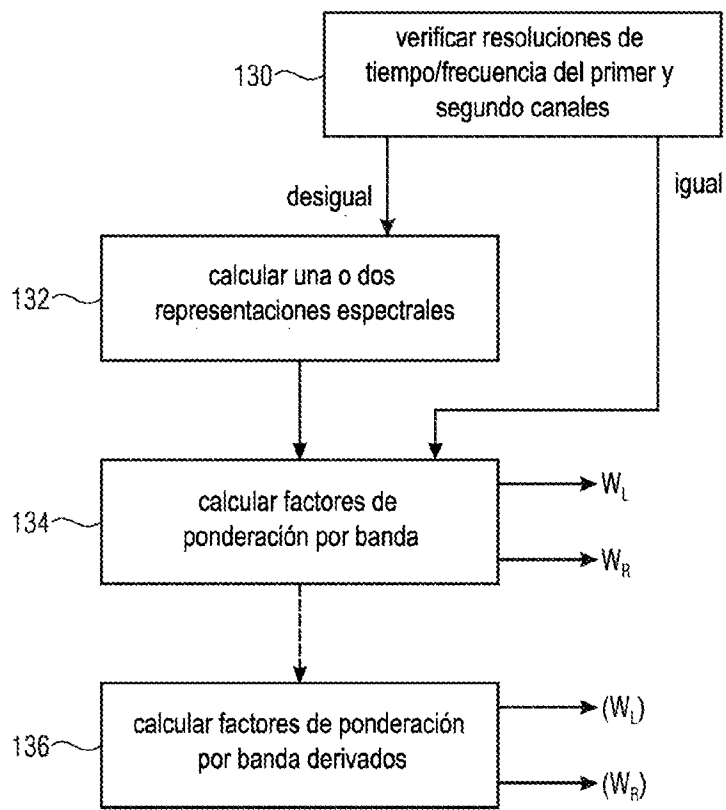 verificar resoluciones de
tiempo/frecuencia del primer y
segundo canales
130
desigual
igual
calcular una o dos
representaciones espectrales
132
calcular factores de
ponderación por banda
134
W_L
W_R
calcular factores de ponderación
por banda derivados
136
(W_L)
(W_R)